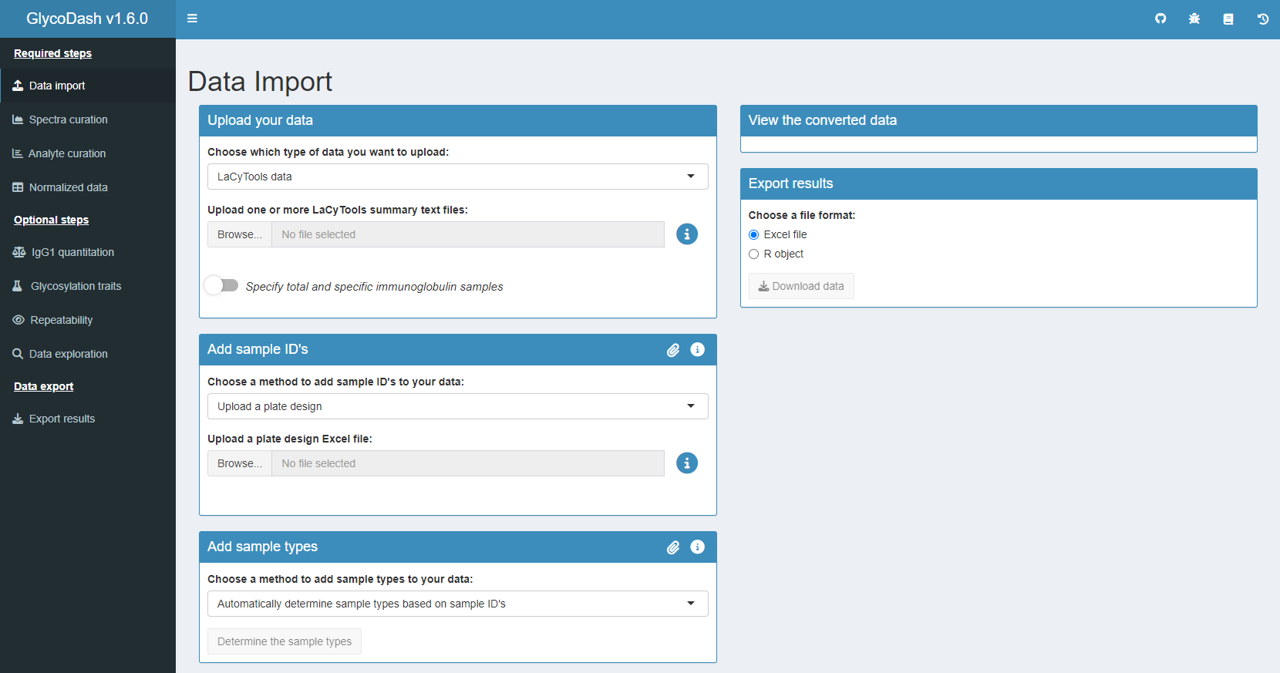 GlycoDash v1.6.0
Required steps
Data import
Spectra curation
Analyte curation
Normalized data
Optional steps
IgG1 quantitation
Glycosylation traits
Repeatability
Data exploration
Data export
Export results
Data Import
Upload your data
Choose which type of data you want to upload:
LaCyTools data
Upload one or more LaCyTools summary text files:
Browse... No file selected
Specify total and specific immunoglobulin samples
Add sample ID's
Choose a method to add sample ID's to your data:
Upload a plate design
Upload a plate design Excel file:
Browse... No file selected
Add sample types
Choose a method to add sample types to your data:
Automatically determine sample types based on sample ID's
Determine the sample types
View the converted data
Export results
Choose a file format:
Excel file
R object
Download data